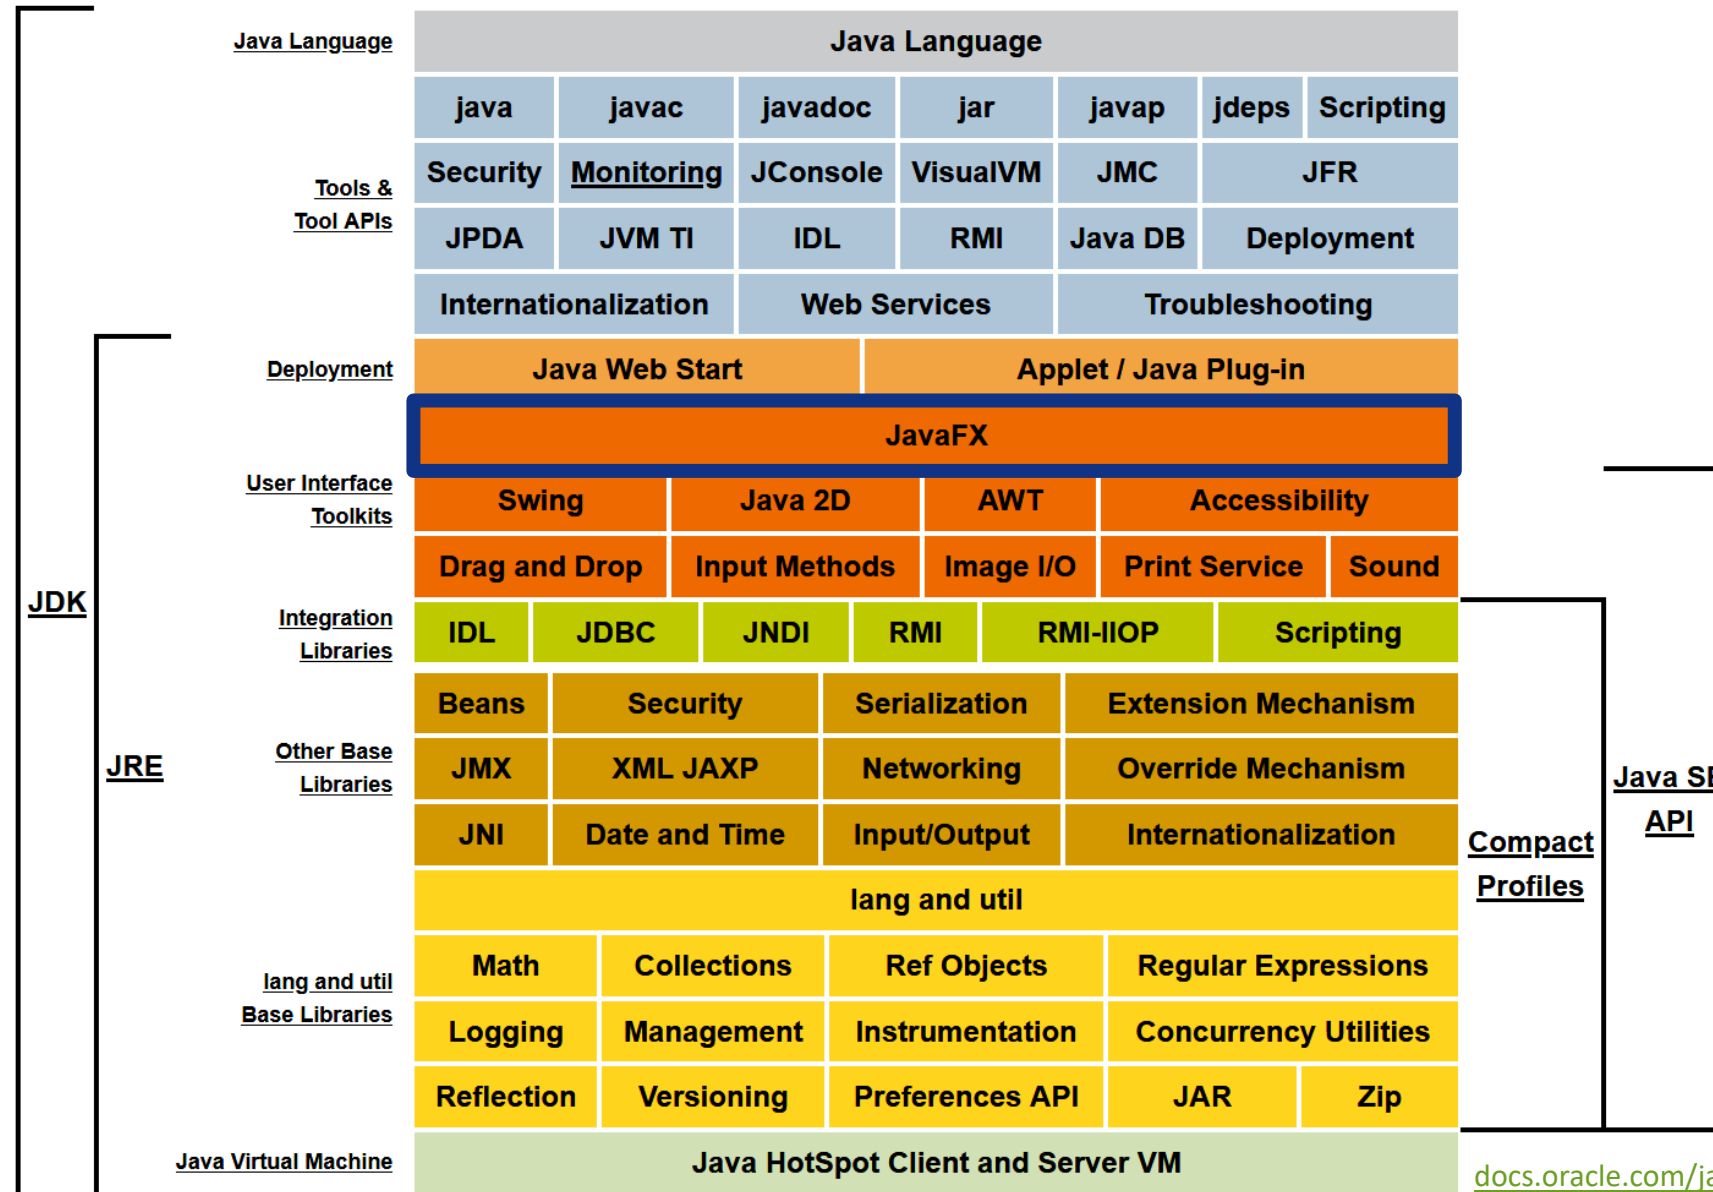 Java Language
Java Language
java javac javadoc jar javap jdeps Scripting
Tools &
Tool APIs
Security Monitoring JConsole VisualVM JMC JFR
JPDA JVM TI IDL RMI Java DB Deployment
Internationalization Web Services Troubleshooting
Deployment
Java Web Start Applet / Java Plug-in
JavaFX
User Interface
Toolkits
Swing Java 2D AWT Accessibility
Drag and Drop Input Methods Image I/O Print Service Sound
JDK
Integration
Libraries
IDL JDBC JNDI RMI RMI-IIOP Scripting
Beans Security Serialization Extension Mechanism
JRE
Other Base
Libraries
JMX XML JAXP Networking Override Mechanism
JNI Date and Time Input/Output Internationalization
Java SE
API
Compact
Profiles
lang and util
lang and util
Base Libraries
Math Collections Ref Objects Regular Expressions
Logging Management Instrumentation Concurrency Utilities
Reflection Versioning Preferences API JAR Zip
Java Virtual Machine
Java HotSpot Client and Server VM
docs.oracle.com/ja